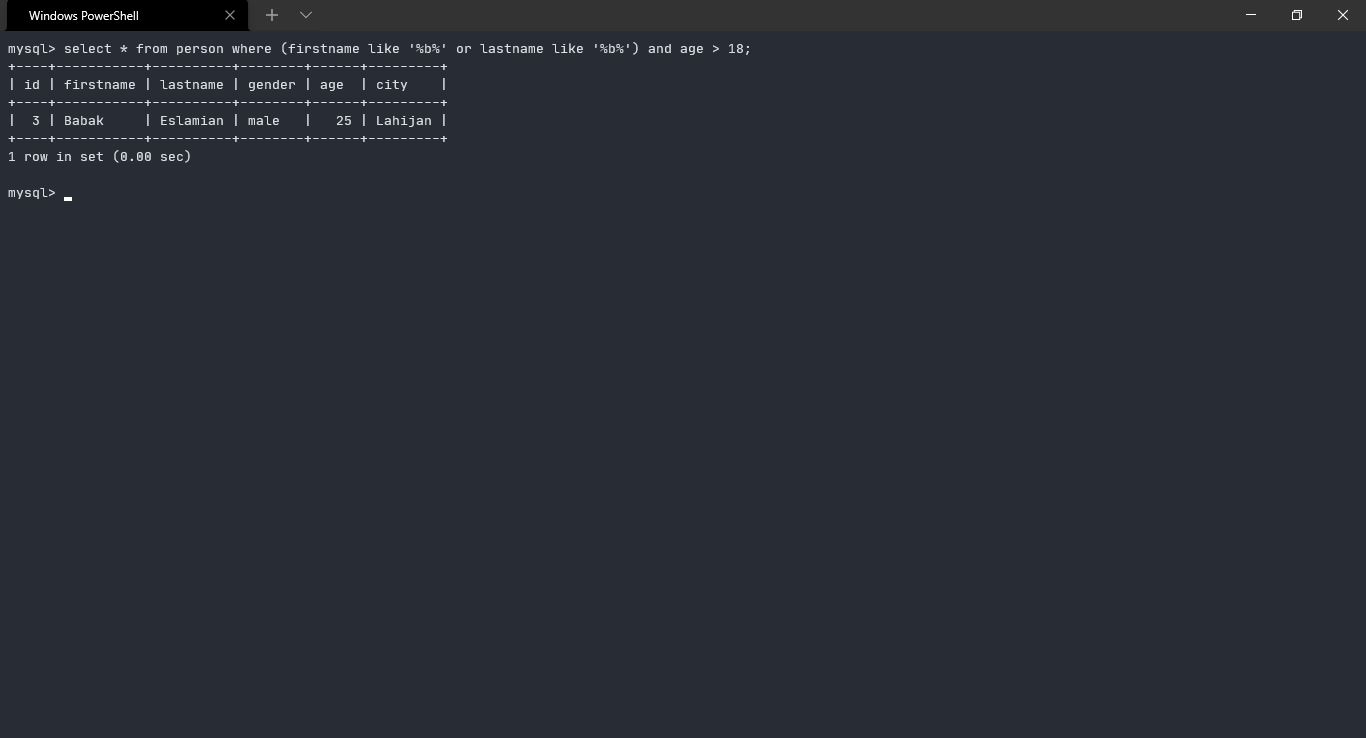 Windows PowerShell
mysql> select * from person where (firstname like '%b%' or lastname like '%b%') and age > 18;
+----+-----------+----------+--------+------+---------+
| id | firstname | lastname | gender | age  | city    |
+----+-----------+----------+--------+------+---------+
|  3 | Babak     | Eslamian | male   |   25 | Lahijan |
+----+-----------+----------+--------+------+---------+
1 row in set (0.00 sec)
mysql>